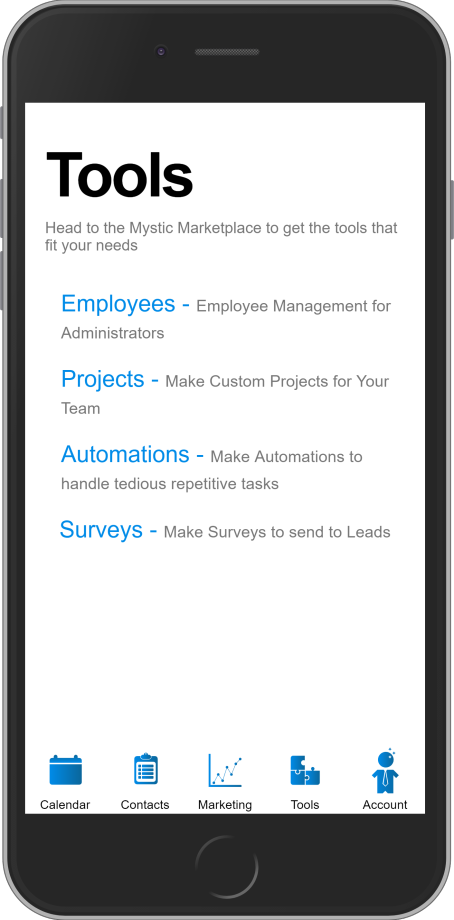 Tools
Head to the Mystic Marketplace to get the tools that
fit your needs
Employees - Employee Management for
Administrators
Projects - Make Custom Projects for Your
Team
Automations - Make Automations to
handle tedious repetitive tasks
Surveys - Make Surveys to send to Leads
Calendar Contacts Marketing Tools Account